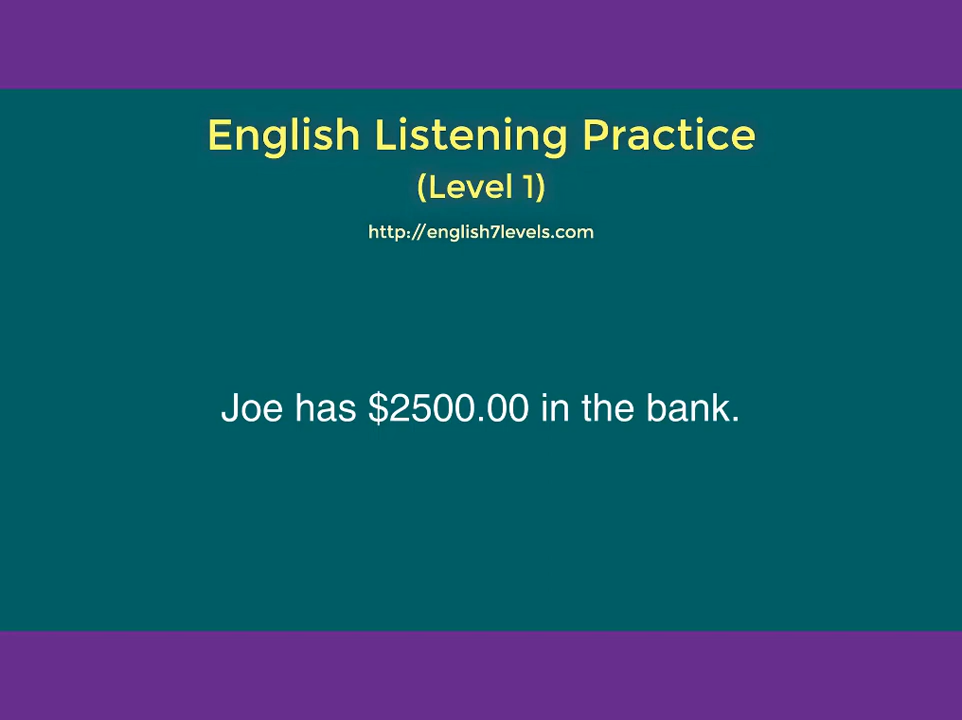 English Listening Practice
(Level 1)
http://english7levels.com
Joe has $2500.00 in the bank.